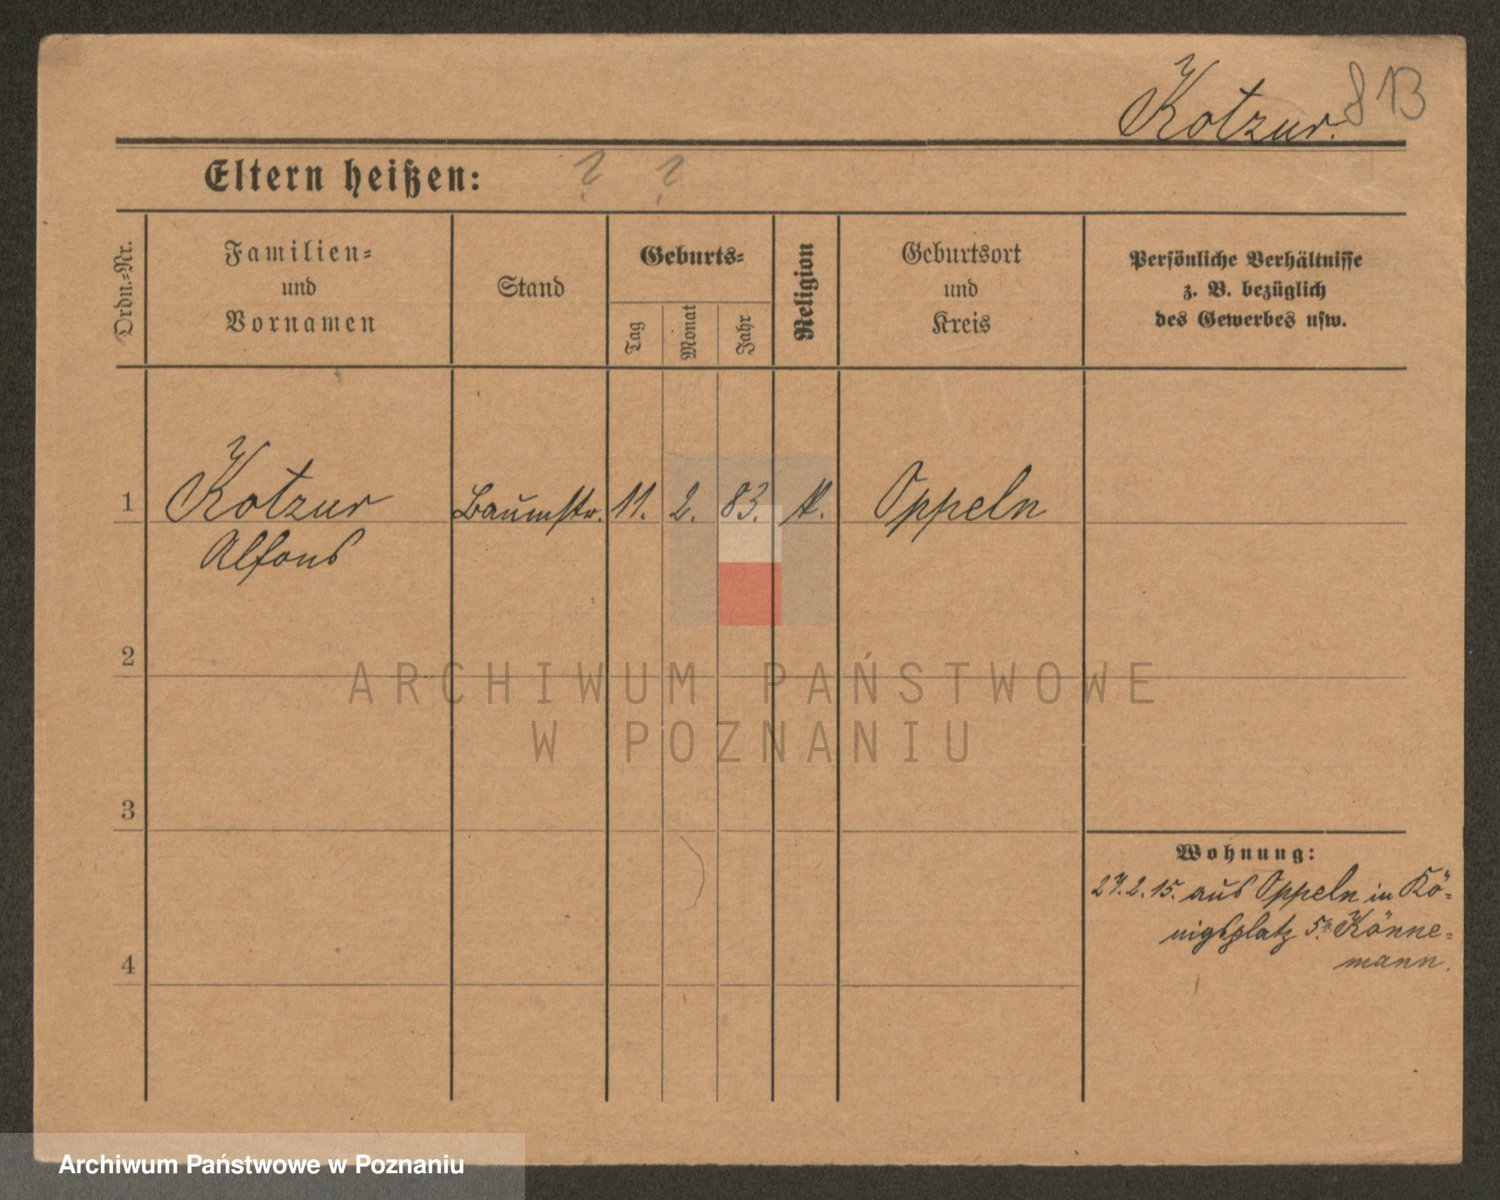 Kotzur.
813
Eltern heißen: ? ?
Ordn.-Nr.
Familien-
und
Vornamen
Stand
Geburts-
Tag
Monat
Jahr
Religion
Geburtsort
und
Kreis
Persönliche Verhältnisse
z. B. bezüglich
des Gewerbes usw.
1 Kotzur Baumstr. 11. 2. 83. K. Oppeln
Alfons
2
ARCHIWUM PAŃSTWOWE
W POZNANIU
3
Wohnung:
27.2.15. aus Oppeln in Kö-
nigsplatz 5 Könne-
mann.
4
Archiwum Państwowe w Poznaniu